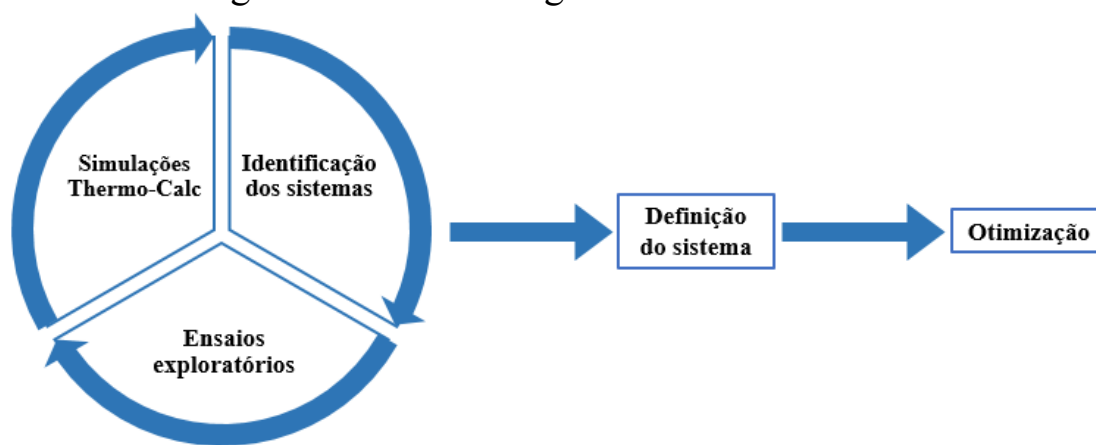 Simulações
Thermo-Calc
Identificação
dos sistemas
Ensaios
exploratórios
Definição
do sistema
Otimização